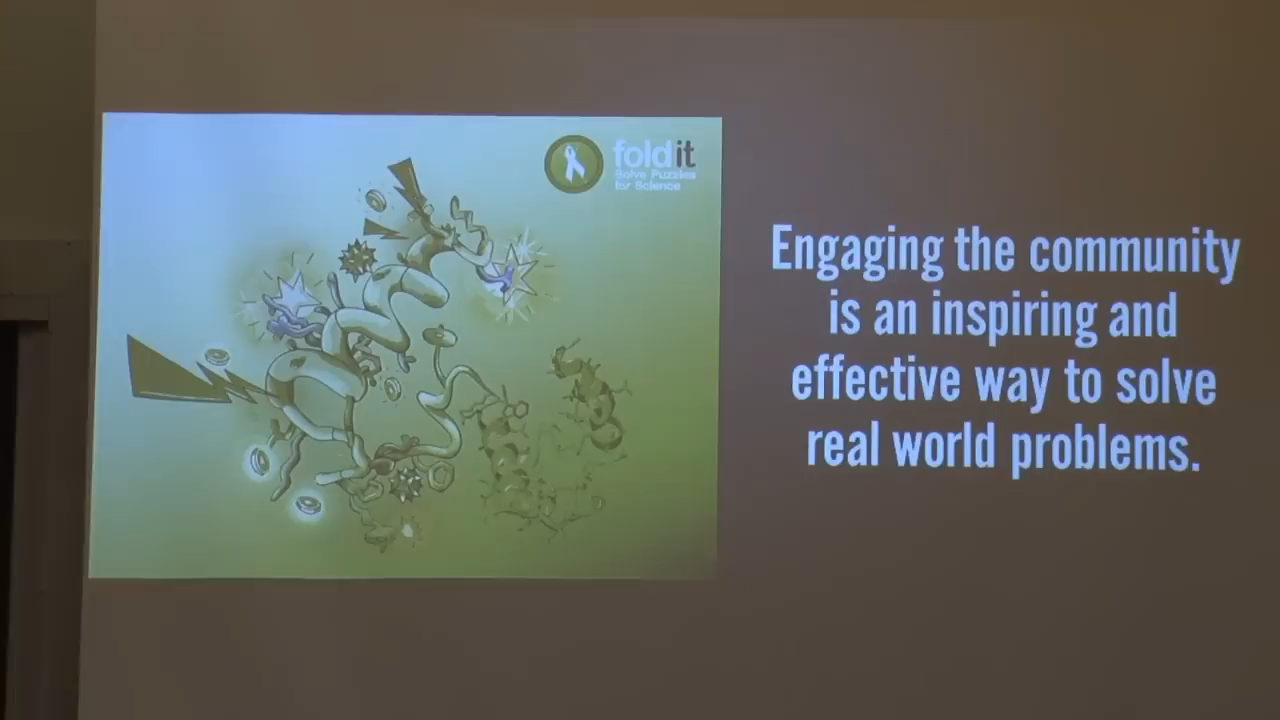 foldit
Solve Puzzles
for Science
Engaging the community
is an inspiring and
effective way to solve
real world problems.